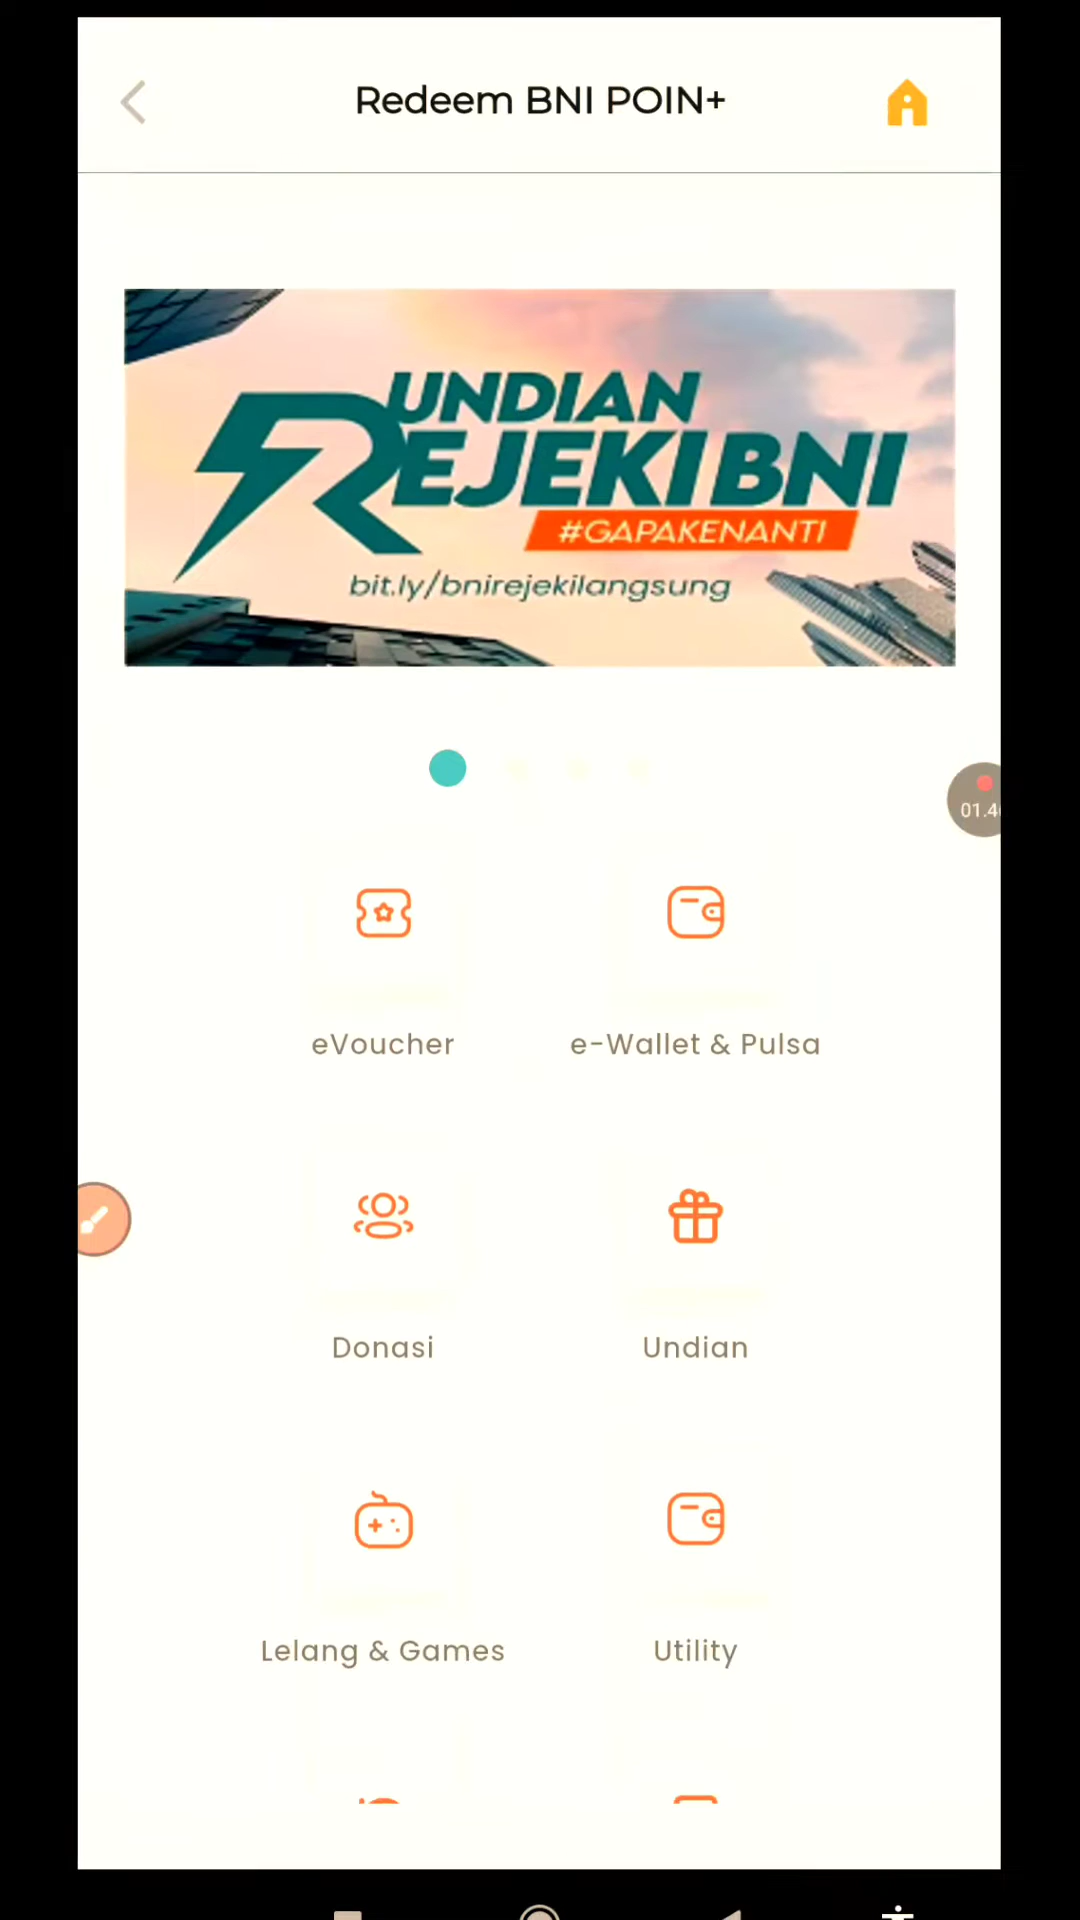 Redeem BNI POIN+
UNDIAN
REJEKI BNI
#GAPAKENANTI
bit.ly/bnirejekilangsung
eVoucher
e-Wallet & Pulsa
Donasi
Undian
Lelang & Games
Utility